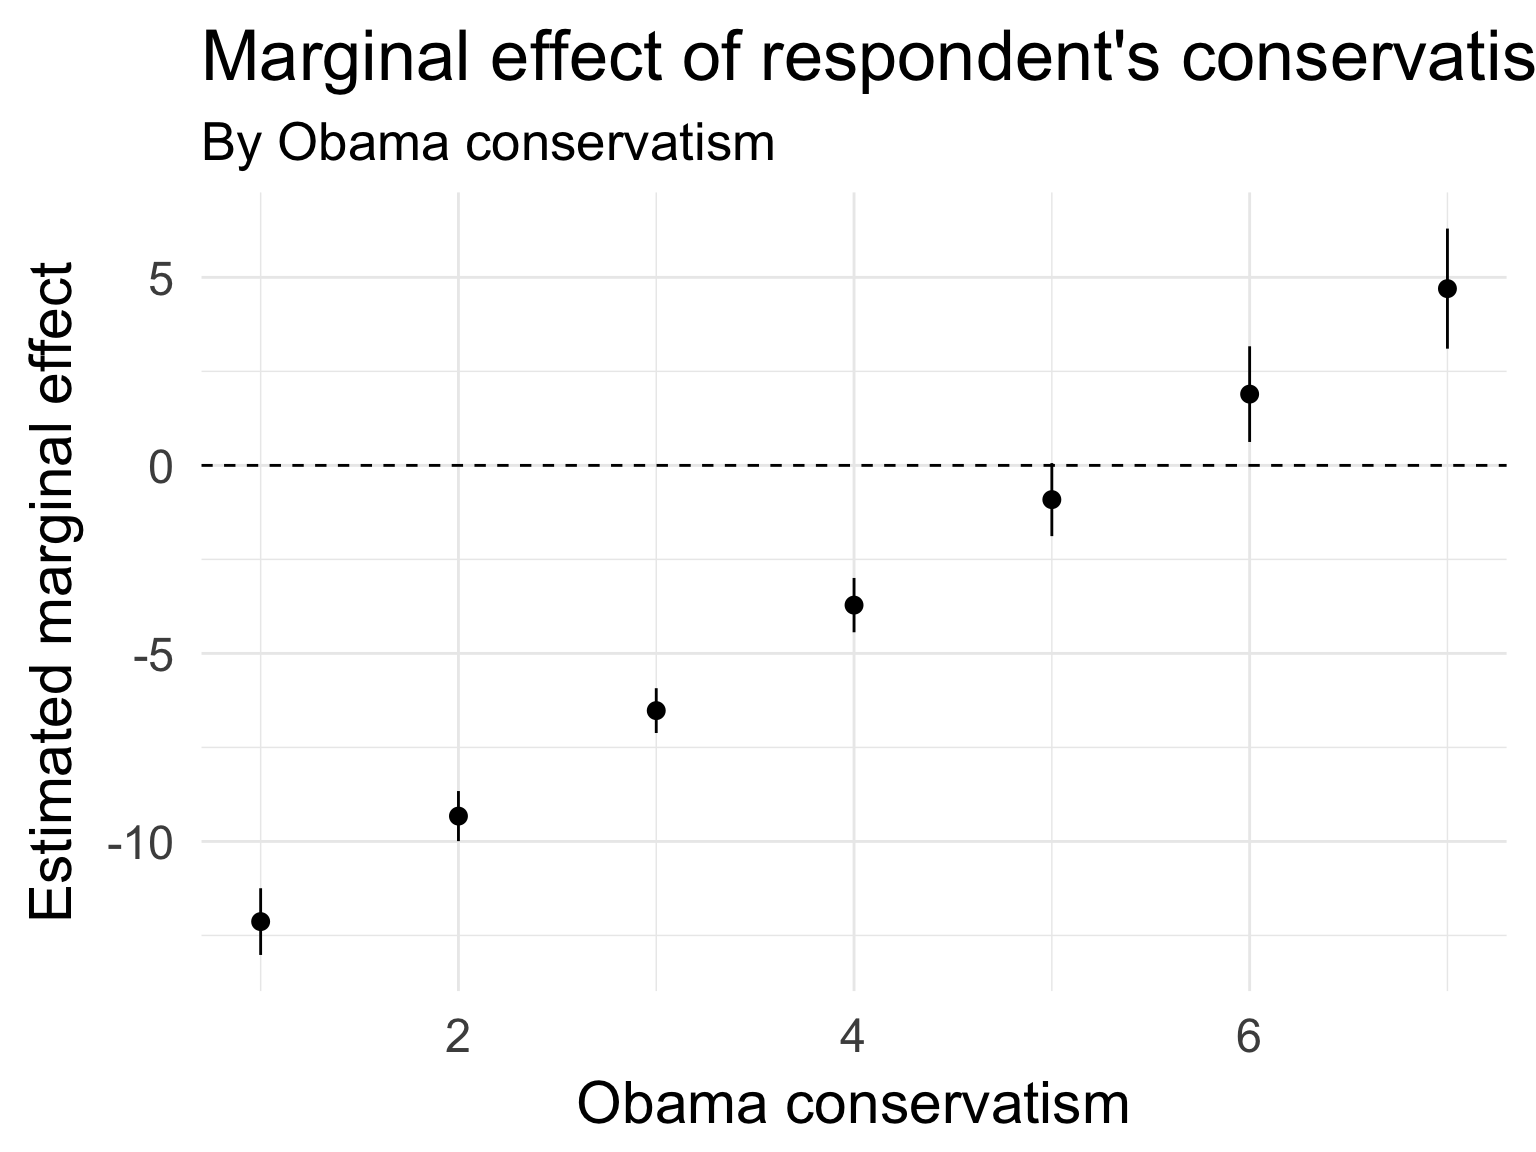 Marginal effect of respondent's conservatis
By Obama conservatism
Estimated marginal effect
5
0
-5
-10
2
4
6
Obama conservatism